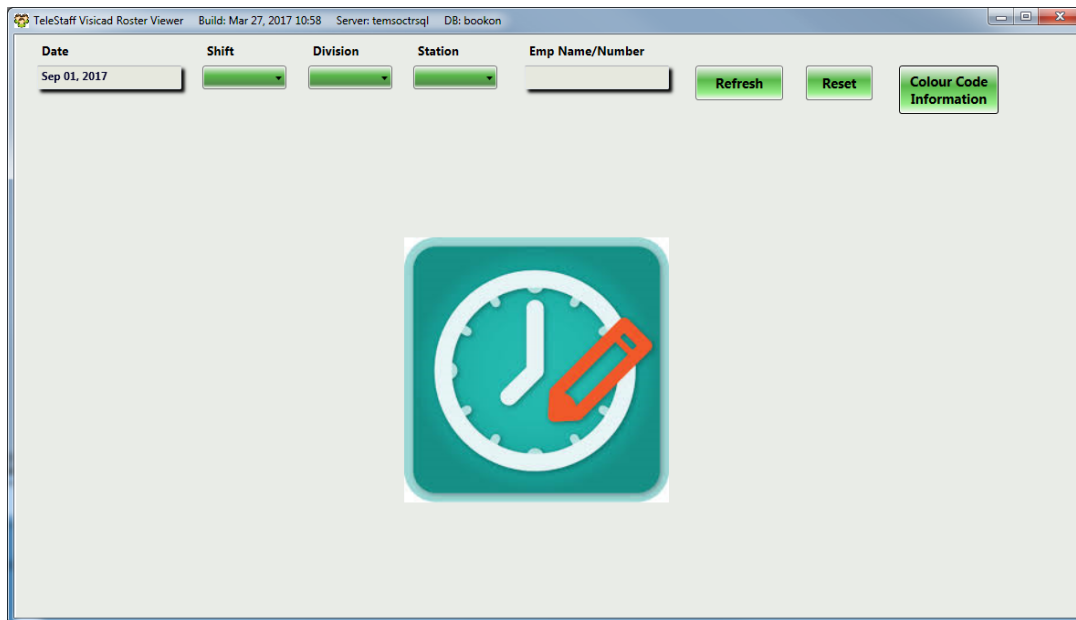 TeleStaff Visicad Roster Viewer Build: Mar 27, 2017 10:58 Server: temsoctrsql DB: bookon
Date Shift Division Station Emp Name/Number
Sep 01, 2017 Refresh Reset Colour Code
Information